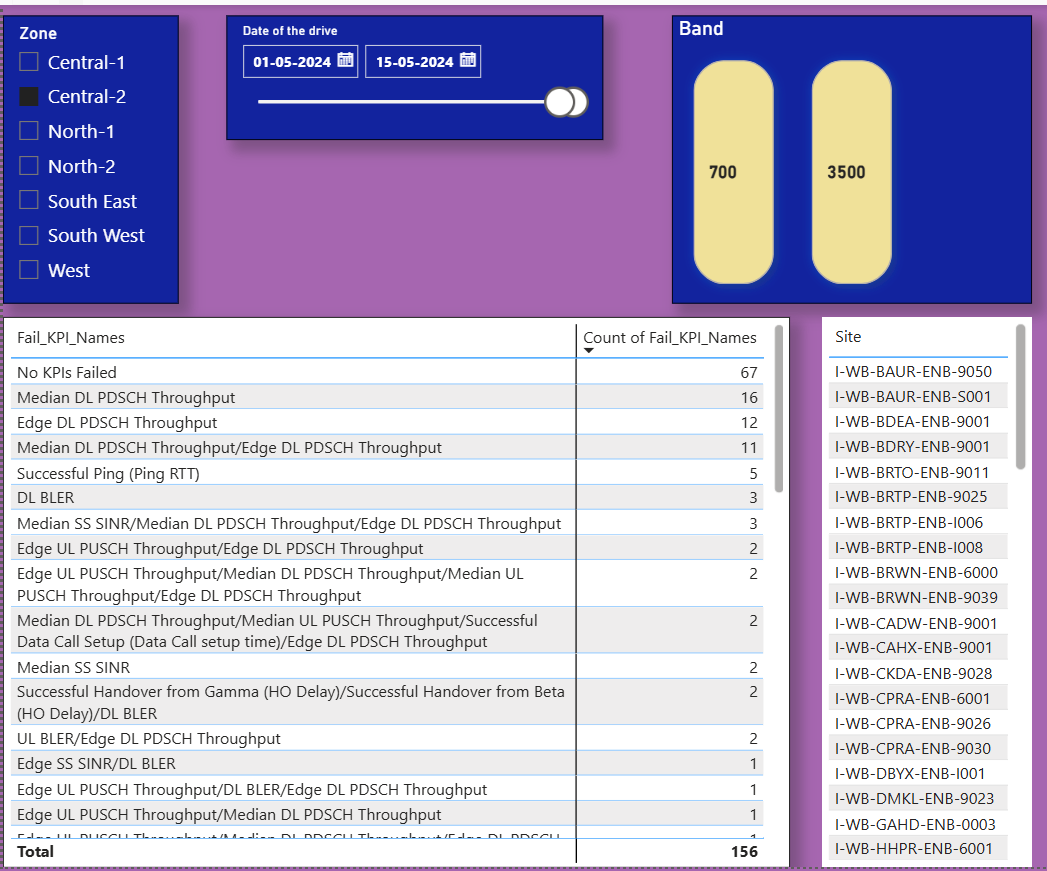 Zone
Central-1
Central-2
North-1
North-2
South East
South West
West
Date of the drive
01-05-2024
15-05-2024
Band
700
3500
Fail_KPI_Names Count of Fail_KPI_Names
No KPIs Failed 67
Median DL PDSCH Throughput 16
Edge DL PDSCH Throughput 12
Median DL PDSCH Throughput/Edge DL PDSCH Throughput 11
Successful Ping (Ping RTT) 5
DL BLER 3
Median SS SINR/Median DL PDSCH Throughput/Edge DL PDSCH Throughput 3
Edge UL PUSCH Throughput/Edge DL PDSCH Throughput 2
Edge UL PUSCH Throughput/Median DL PDSCH Throughput/Median UL 2
PUSCH Throughput/Edge DL PDSCH Throughput
Median DL PDSCH Throughput/Median UL PUSCH Throughput/Successful 2
Data Call Setup (Data Call setup time)/Edge DL PDSCH Throughput
Median SS SINR 2
Successful Handover from Gamma (HO Delay)/Successful Handover from Beta 2
(HO Delay)/DL BLER
UL BLER/Edge DL PDSCH Throughput 2
Edge SS SINR/DL BLER 1
Edge UL PUSCH Throughput/DL BLER/Edge DL PDSCH Throughput 1
Edge UL PUSCH Throughput/Median DL PDSCH Throughput 1
Edge UL PUSCH Throughput/Median DL PDSCH Throughput/Edge DL PDSCH 1
Total 156
Site
I-WB-BAUR-ENB-9050
I-WB-BAUR-ENB-S001
I-WB-BDEA-ENB-9001
I-WB-BDRY-ENB-9001
I-WB-BRTO-ENB-9011
I-WB-BRTP-ENB-9025
I-WB-BRTP-ENB-I006
I-WB-BRTP-ENB-I008
I-WB-BRWN-ENB-6000
I-WB-BRWN-ENB-9039
I-WB-CADW-ENB-9001
I-WB-CAHX-ENB-9001
I-WB-CKDA-ENB-9028
I-WB-CPRA-ENB-6001
I-WB-CPRA-ENB-9026
I-WB-CPRA-ENB-9030
I-WB-DBYX-ENB-I001
I-WB-DMKL-ENB-9023
I-WB-GAHD-ENB-0003
I-WB-HHPR-ENB-6001